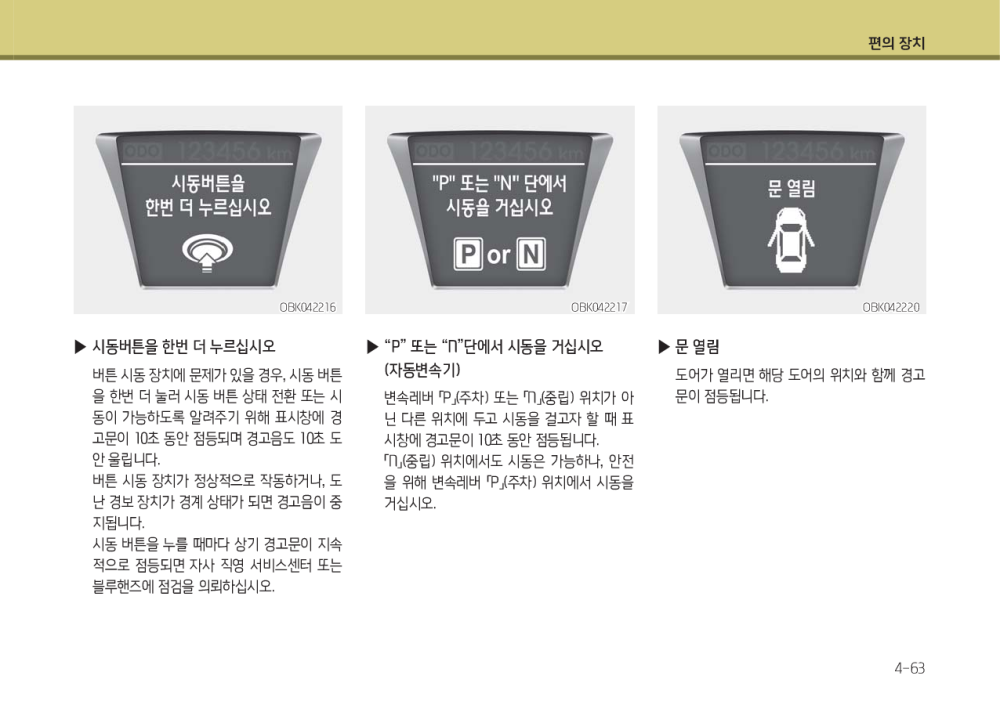 편의 장치
ODO 123456 km
시동버튼을
한번 더 누르십시오
OBK042216
▶ 시동버튼을 한번 더 누르십시오
버튼 시동 장치에 문제가 있을 경우, 시동 버튼
을 한번 더 눌러 시동 버튼 상태 전환 또는 시
동이 가능하도록 알려주기 위해 표시창에 경
고문이 10초 동안 점등되며 경고음도 10초 도
안 울립니다.
버튼 시동 장치가 정상적으로 작동하거나, 도
난 경보 장치가 경계 상태가 되면 경고음이 중
지됩니다.
시동 버튼을 누를 때마다 상기 경고문이 지속
적으로 점등되면 자사 직영 서비스센터 또는
블루핸즈에 점검을 의뢰하십시오.
ODO 123456 km
"P" 또는 "N" 단에서
시동을 거십시오
P or N
OBK042217
▶ “P” 또는 “N”단에서 시동을 거십시오
(자동변속기)
변속레버 「P」(주차) 또는 「N」(중립) 위치가 아
닌 다른 위치에 두고 시동을 걸고자 할 때 표
시창에 경고문이 10초 동안 점등됩니다.
「N」(중립) 위치에서도 시동은 가능하나, 안전
을 위해 변속레버 「P」(주차) 위치에서 시동을
거십시오.
ODO 123456 km
문 열림
OBK042220
▶ 문 열림
도어가 열리면 해당 도어의 위치와 함께 경고
문이 점등됩니다.
4-63